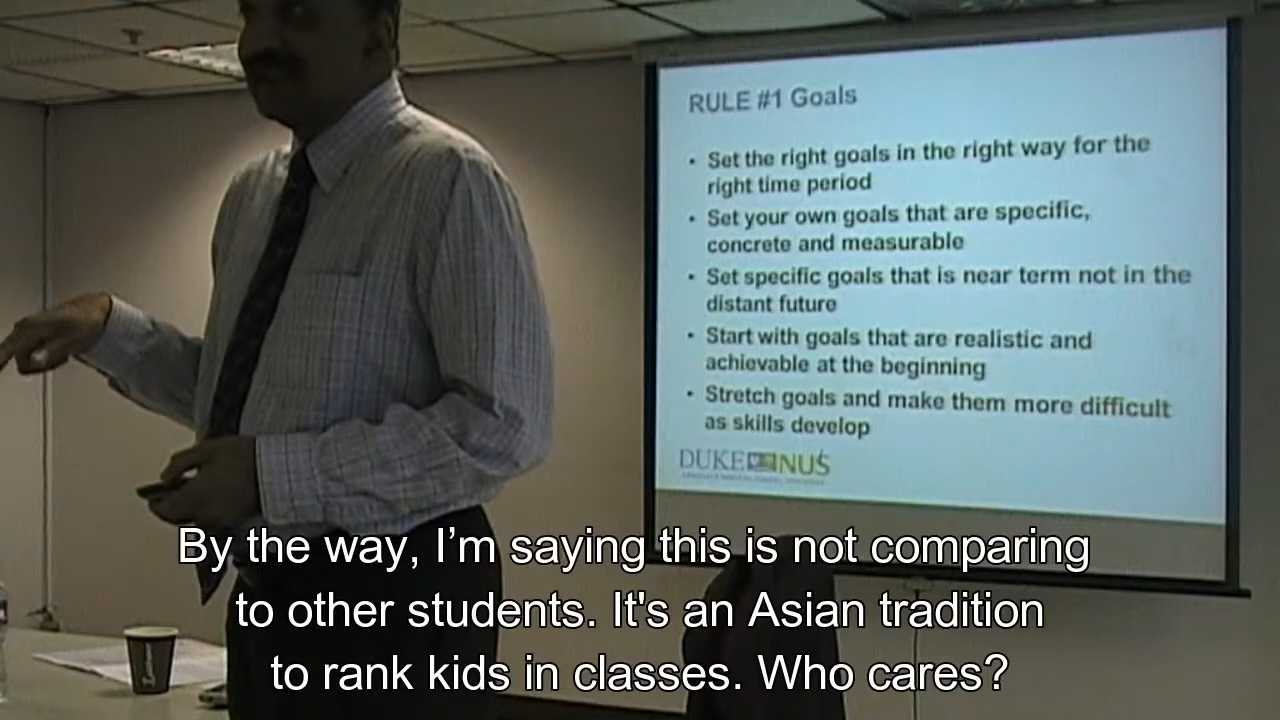 RULE #1 Goals
• Set the right goals in the right way for the
right time period
• Set your own goals that are specific,
concrete and measurable
• Set specific goals that is near term not in the
distant future
• Start with goals that are realistic and
achievable at the beginning
• Stretch goals and make them more difficult
as skills develop
DUKE NUS
By the way, I’m saying this is not comparing
to other students. It's an Asian tradition
to rank kids in classes. Who cares?